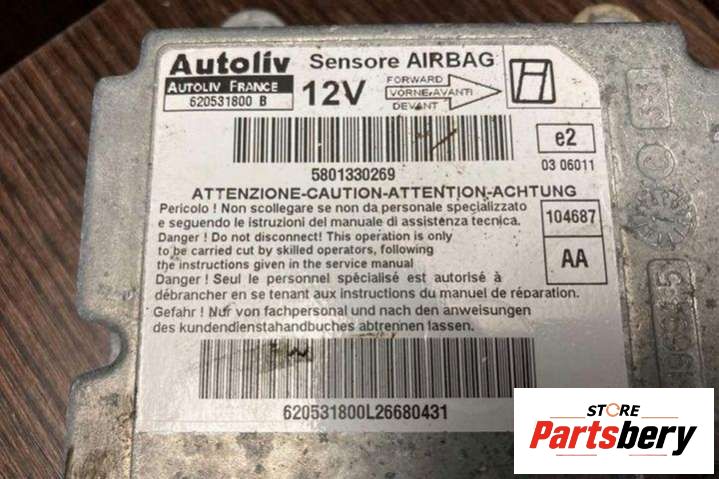 Autoliv
Sensore AIRBAG
AUTOLIV FRANCE
620531800 B
12V
FORWARD
VORNE/AVANTI
DEVANT
e2
03 06011
5801330269
ATTENZIONE-CAUTION-ATTENTION-ACHTUNG
Pericolo ! Non scollegare se non da personale specializzato
e seguendo le istruzioni del manuale di assistenza tecnica.
Danger ! Do not disconnect! This operation is only
to be carried cut by skilled operators, following
the instructions given in the service manual
Danger ! Seul le personnel spécialisé est autorisé à
débrancher en se tenant aux instructions du manuel de réparation.
Gefahr ! Nur von fachpersonal und nach den anweisungen
des kundendienstahandbuches abtrennen lassen.
104687
AA
620531800L26680431
STORE
Partsbery